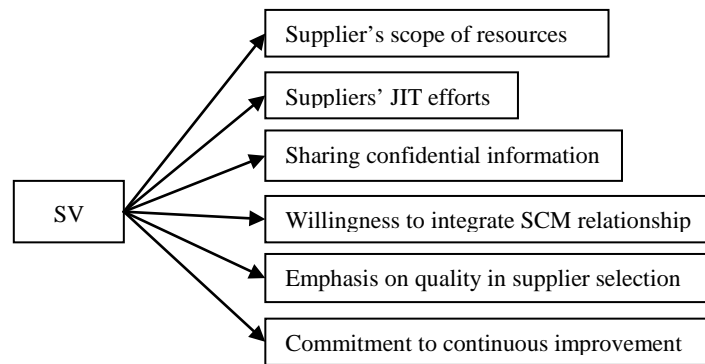 Supplier’s scope of resources
Suppliers’ JIT efforts
Sharing confidential information
SV
Willingness to integrate SCM relationship
Emphasis on quality in supplier selection
Commitment to continuous improvement